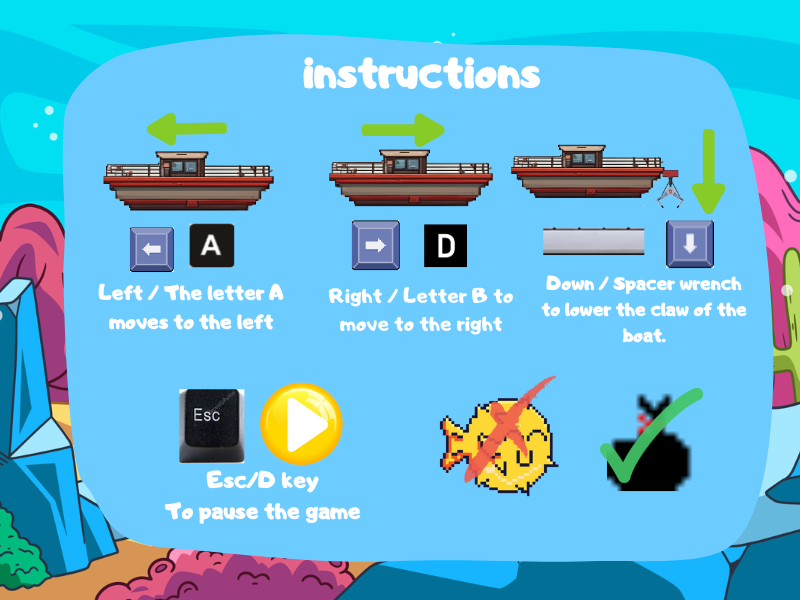 instructions
A
D
Left / The letter A
moves to the left
Right / Letter B to
move to the right
Down / Spacer wrench
to lower the claw of the
boat.
Esc
Esc/D key
To pause the game